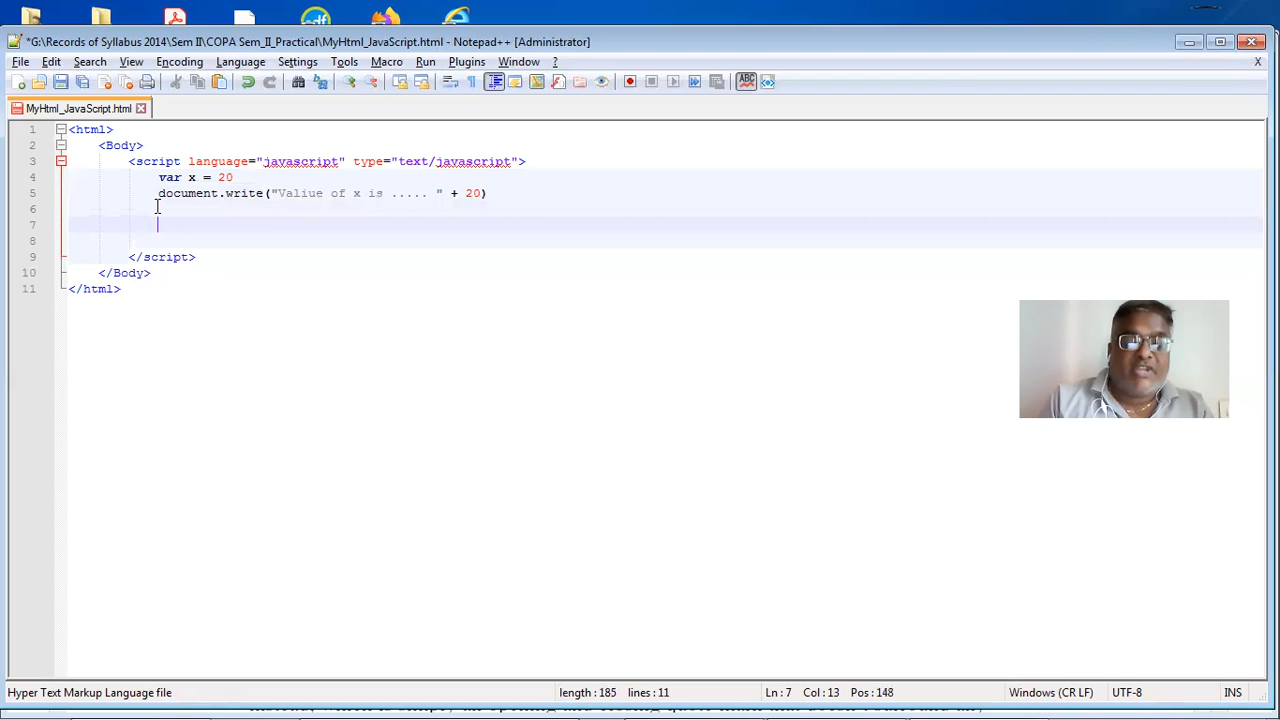 *G:\Records of Syllabus 2014\Sem II\COPA Sem_II_Practical\MyHtml_JavaScript.html - Notepad++ [Administrator]
File Edit Search View Encoding Language Settings Tools Macro Run Plugins Window ? X
MyHtml_JavaScript.html
1 <html>
2 <Body>
3 <script language="javascript" type="text/javascript">
4 var x = 20
5 document.write("Valiue of x is ..... " + 20)
6
7
8
9 </script>
10 </Body>
11 </html>
Hyper Text Markup Language file length : 185 lines : 11 Ln : 7 Col : 13 Pos : 148 Windows (CR LF) UTF-8 INS